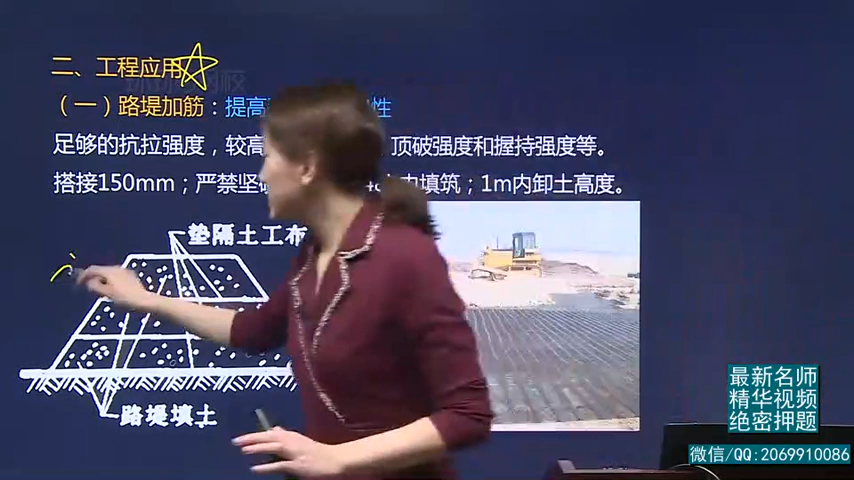 二、工程应用
（一）路堤加筋：提高 性
足够的抗拉强度，较高 顶破强度和握持强度等。
搭接150mm；严禁坚 内填筑；1m内卸土高度。
垫隔土工布
路堤填土
最新名师
精华视频
绝密押题
微信/QQ:2069910086